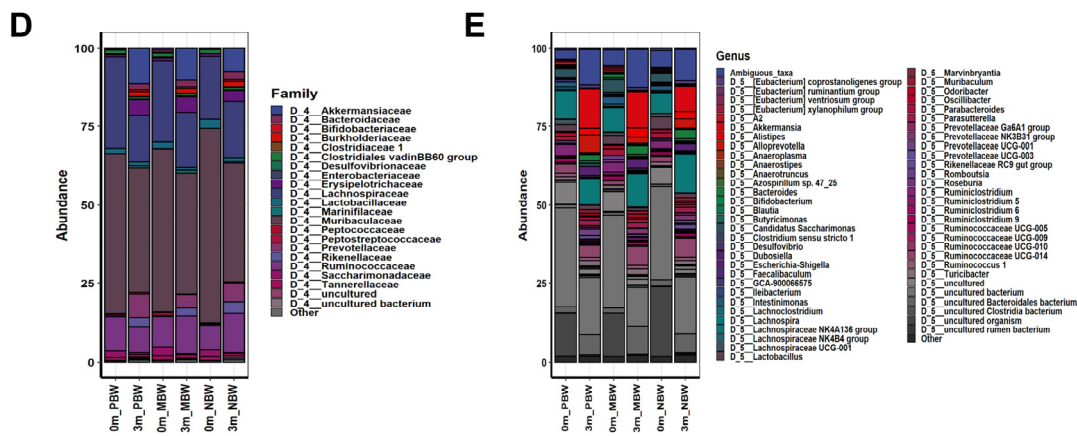 D
Abundance
100
75
50
25
0
0m_PBW
3m_PBW
0m_MBW
3m_MBW
0m_NBW
3m_NBW
Family
D_4__Akkermansiaceae
D_4__Bacteroidaceae
D_4__Bifidobacteriaceae
D_4__Burkholderiaceae
D_4__Clostridiaceae 1
D_4__Clostridiales vadinBB60 group
D_4__Desulfovibrionaceae
D_4__Enterobacteriaceae
D_4__Erysipelotrichaceae
D_4__Lachnospiraceae
D_4__Lactobacillaceae
D_4__Marinifilaceae
D_4__Muribaculaceae
D_4__Peptococcaceae
D_4__Peptostreptococcaceae
D_4__Prevotellaceae
D_4__Rikenellaceae
D_4__Ruminococcaceae
D_4__Saccharimonadaceae
D_4__Tannerellaceae
D_4__uncultured
D_4__uncultured bacterium
Other
E
Abundance
100
75
50
25
0
0m_PBW
3m_PBW
0m_MBW
3m_MBW
0m_NBW
3m_NBW
Genus
Ambiguous_taxa
D_5__[Eubacterium] coprostanoligenes group
D_5__[Eubacterium] ruminantium group
D_5__[Eubacterium] ventriosum group
D_5__[Eubacterium] xylanophilum group
D_5__A2
D_5__Akkermansia
D_5__Alistipes
D_5__Alloprevotella
D_5__Anaeroplasma
D_5__Anaerostipes
D_5__Anaerotruncus
D_5__Azospirillum sp. 47_25
D_5__Bacteroides
D_5__Bifidobacterium
D_5__Blautia
D_5__Butyricimonas
D_5__Candidatus Saccharimonas
D_5__Clostridium sensu stricto 1
D_5__Desulfovibrio
D_5__Dubosiella
D_5__Escherichia-Shigella
D_5__Faecalibaculum
D_5__GCA-900066575
D_5__Ileibacterium
D_5__Intestinimonas
D_5__Lachnoclostridium
D_5__Lachnospira
D_5__Lachnospiraceae NK4A136 group
D_5__Lachnospiraceae NK4B4 group
D_5__Lachnospiraceae UCG-001
D_5__Lactobacillus
D_5__Marvinbryantia
D_5__Muribaculum
D_5__Odoribacter
D_5__Oscillibacter
D_5__Parabacteroides
D_5__Parasutterella
D_5__Prevotellaceae Ga6A1 group
D_5__Prevotellaceae NK3B31 group
D_5__Prevotellaceae UCG-001
D_5__Prevotellaceae UCG-003
D_5__Rikenellaceae RC9 gut group
D_5__Romboutsia
D_5__Roseburia
D_5__Ruminiclostridium
D_5__Ruminiclostridium 5
D_5__Ruminiclostridium 6
D_5__Ruminiclostridium 9
D_5__Ruminococcaceae UCG-005
D_5__Ruminococcaceae UCG-009
D_5__Ruminococcaceae UCG-010
D_5__Ruminococcaceae UCG-014
D_5__Ruminococcus 1
D_5__Turicibacter
D_5__uncultured
D_5__uncultured bacterium
D_5__uncultured Bacteroidales bacterium
D_5__uncultured Clostridia bacterium
D_5__uncultured organism
D_5__uncultured rumen bacterium
Other